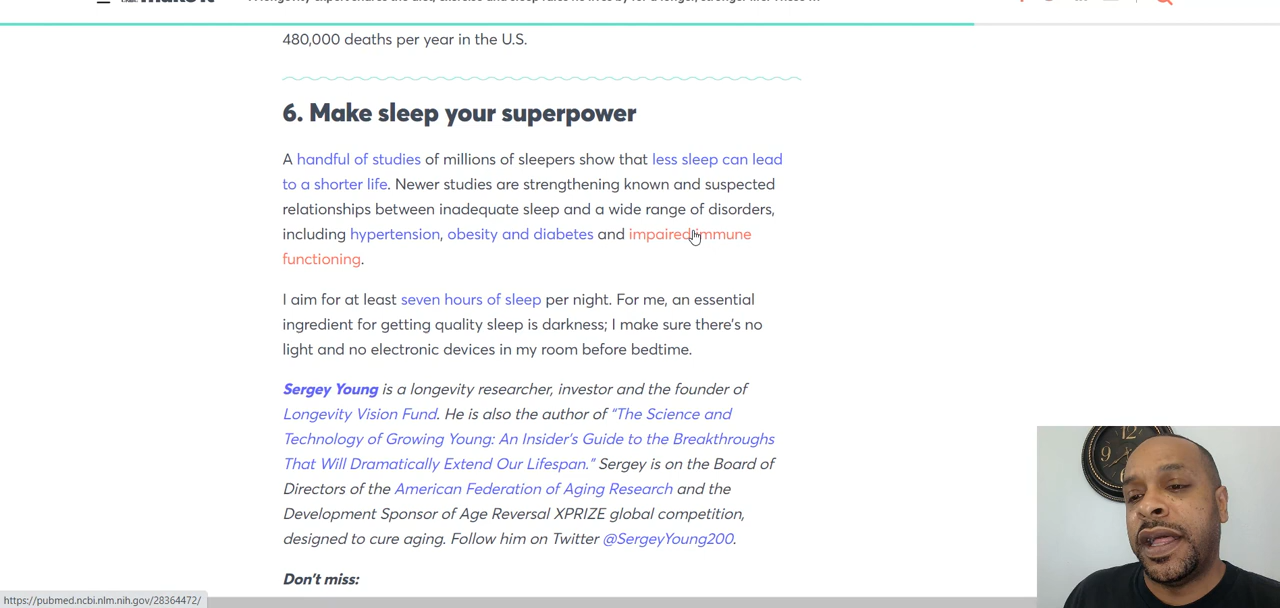 480,000 deaths per year in the U.S.
6. Make sleep your superpower
A handful of studies of millions of sleepers show that less sleep can lead
to a shorter life. Newer studies are strengthening known and suspected
relationships between inadequate sleep and a wide range of disorders,
including hypertension, obesity and diabetes and impaired immune
functioning.
I aim for at least seven hours of sleep per night. For me, an essential
ingredient for getting quality sleep is darkness; I make sure there's no
light and no electronic devices in my room before bedtime.
Sergey Young is a longevity researcher, investor and the founder of
Longevity Vision Fund. He is also the author of “The Science and
Technology of Growing Young: An Insider's Guide to the Breakthroughs
That Will Dramatically Extend Our Lifespan.” Sergey is on the Board of
Directors of the American Federation of Aging Research and the
Development Sponsor of Age Reversal XPRIZE global competition,
designed to cure aging. Follow him on Twitter @SergeyYoung200.
Don't miss:
https://pubmed.ncbi.nlm.nih.gov/28364472/
12
9